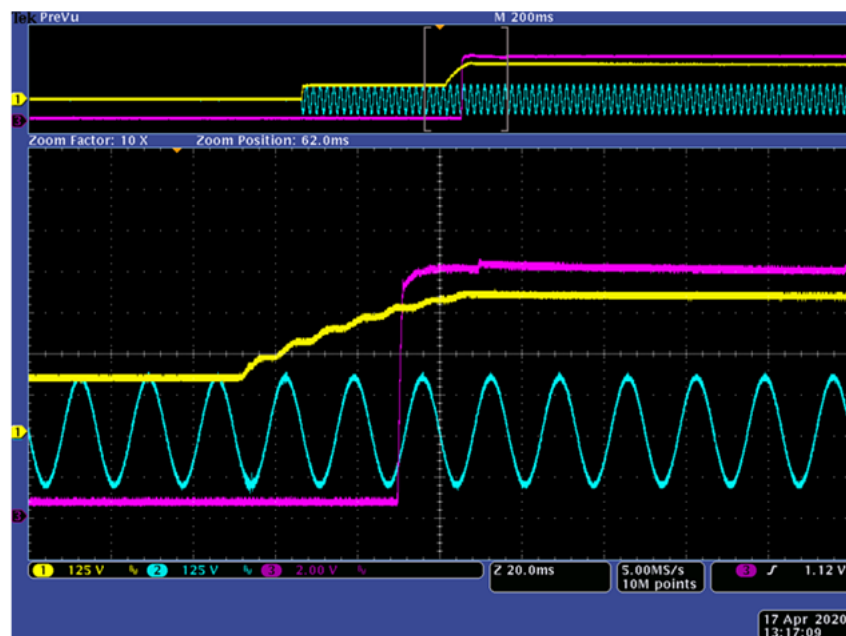 Tek PreVu M 200ms
1
3
Zoom Factor: 10 X Zoom Position: 62.0ms
1
3
1 125 V 2 125 V 3 2.00 V Z 20.0ms 5.00MS/s 3 1.12 V
10M points
17 Apr 2020
13:17:09